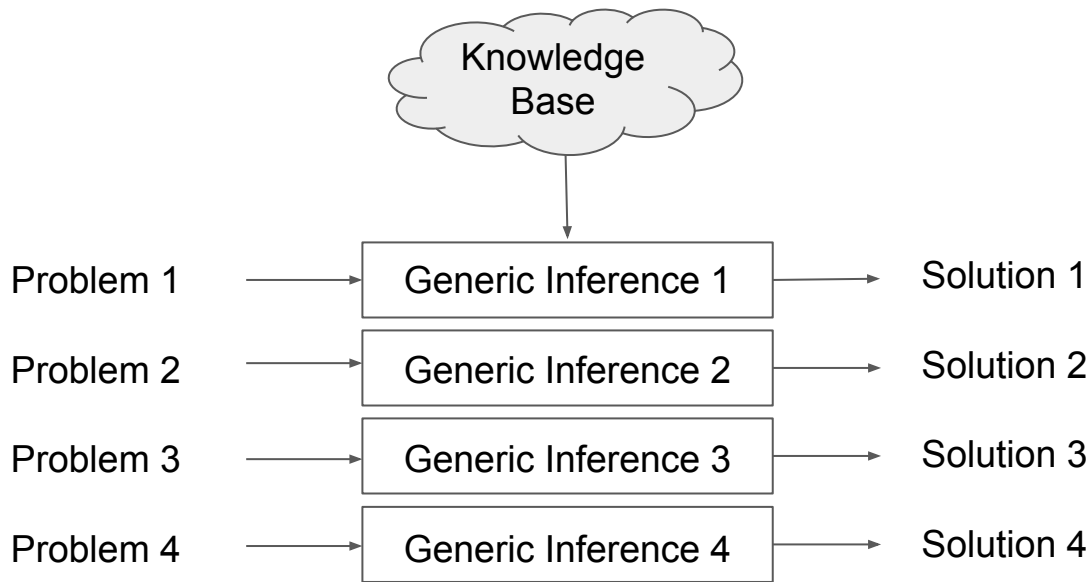 Knowledge
Base
Problem 1
Generic Inference 1
Solution 1
Problem 2
Generic Inference 2
Solution 2
Problem 3
Generic Inference 3
Solution 3
Problem 4
Generic Inference 4
Solution 4